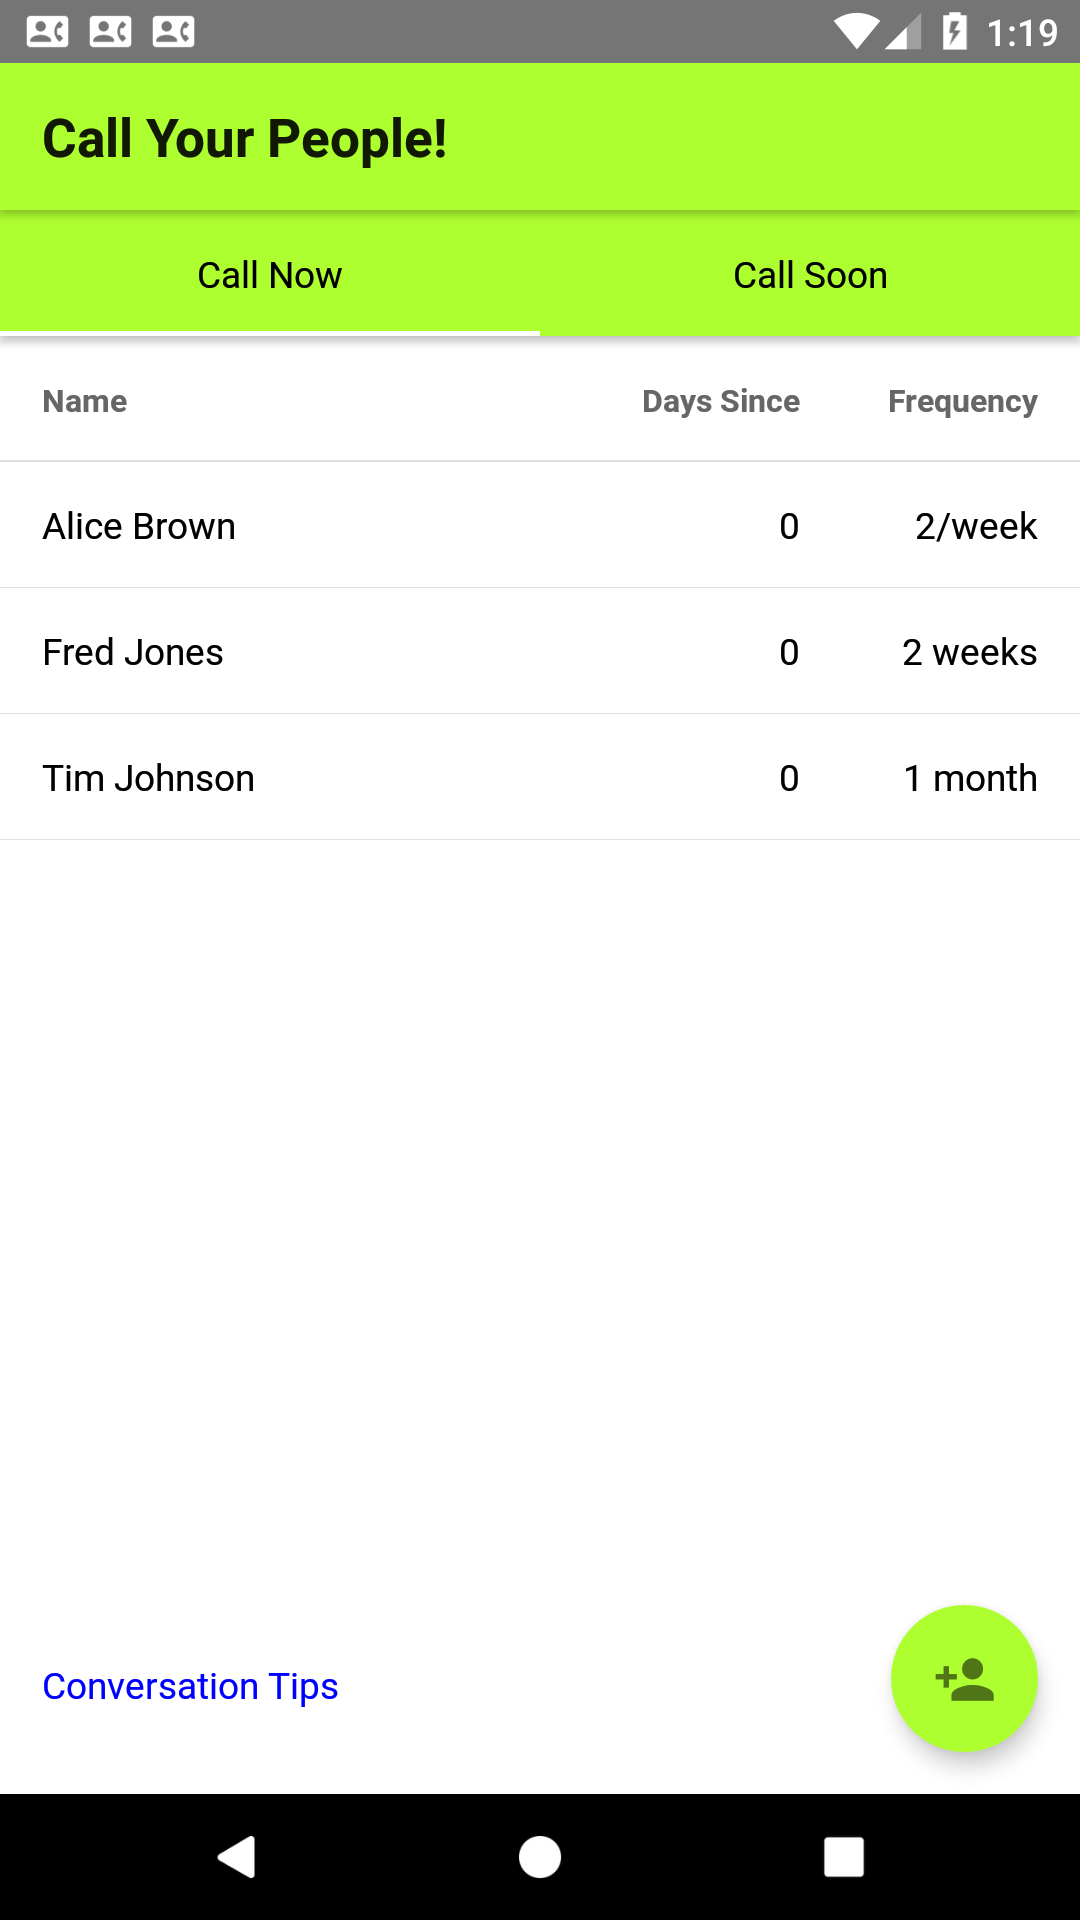 1:19
Call Your People!
Call Now Call Soon
Name Days Since Frequency
Alice Brown 0 2/week
Fred Jones 0 2 weeks
Tim Johnson 0 1 month
Conversation Tips